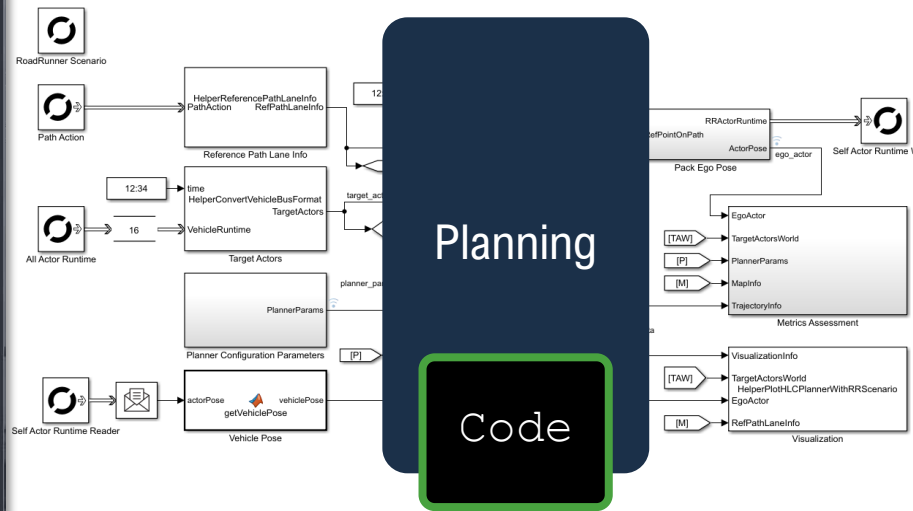 RoadRunner Scenario
Path Action
HelperReferencePathLaneInfo
PathAction RefPathLaneInfo
Reference Path Lane Info
12:
12:34
time
HelperConvertVehicleBusFormat
TargetActors
VehicleRuntime
Target Actors
16
All Actor Runtime
target_act
planner_par
PlannerParams
Planner Configuration Parameters
[P]
Self Actor Runtime Reader
actorPose
vehiclePose
getVehiclePose
Vehicle Pose
Planning
Code
RRActorRuntime
RefPointOnPath
ActorPose
Pack Ego Pose
ego_actor
Self Actor Runtime W
EgoActor
[TAW]
TargetActorsWorld
[P]
PlannerParams
[M]
MapInfo
TrajectoryInfo
Metrics Assessment
VisualizationInfo
[TAW]
TargetActorsWorld
HelperPlotHLCPlannerWithRRScenario
EgoActor
[M]
RefPathLaneInfo
Visualization